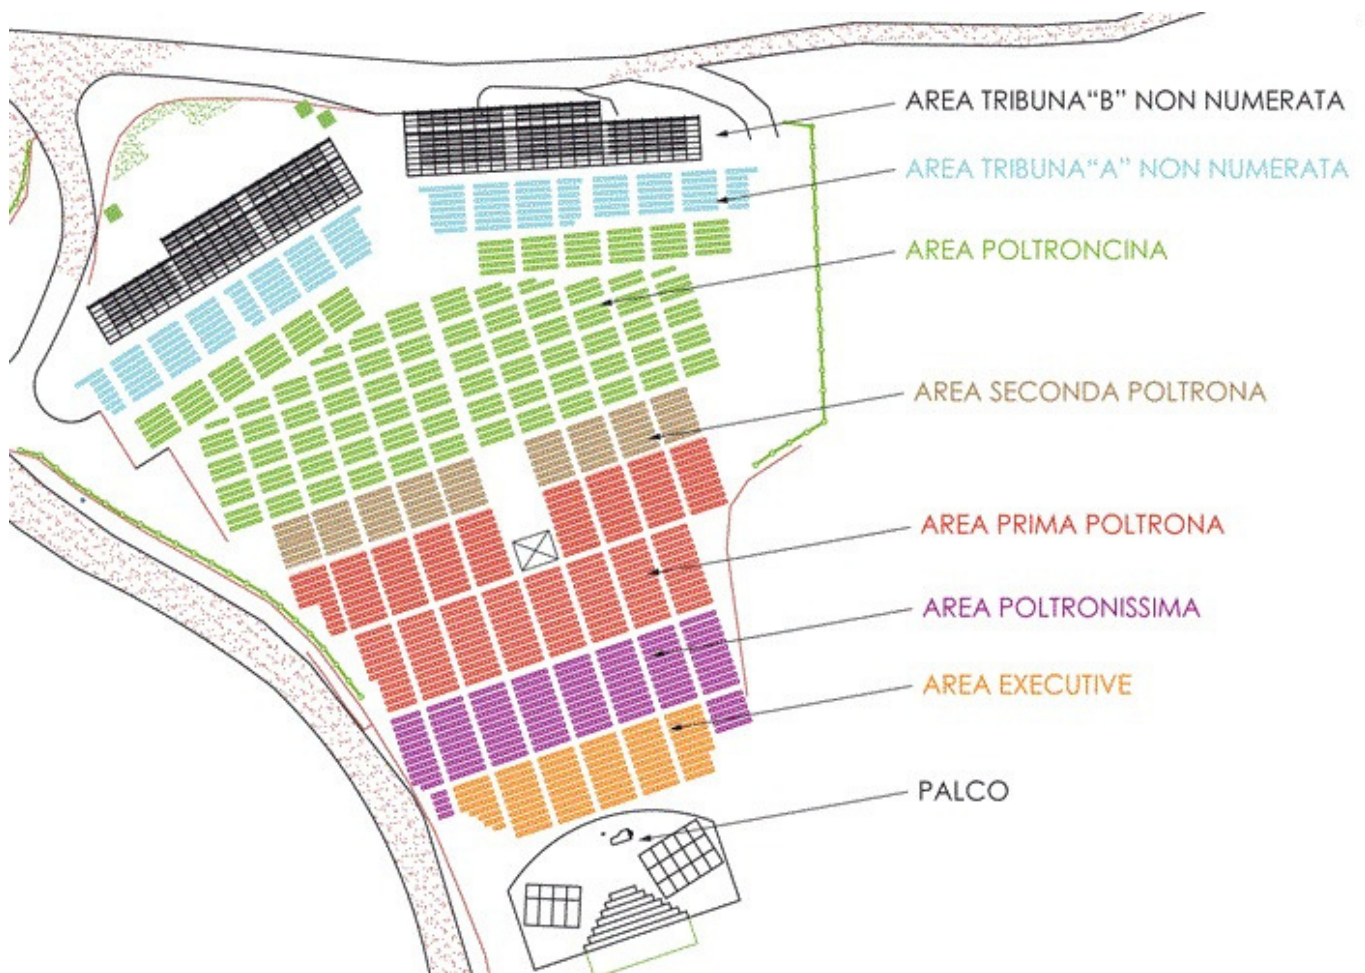 AREA TRIBUNA“B” NON NUMERATA
AREA TRIBUNA“A” NON NUMERATA
AREA POLTRONCINA
AREA SECONDA POLTRONA
AREA PRIMA POLTRONA
AREA POLTRONISSIMA
AREA EXECUTIVE
PALCO